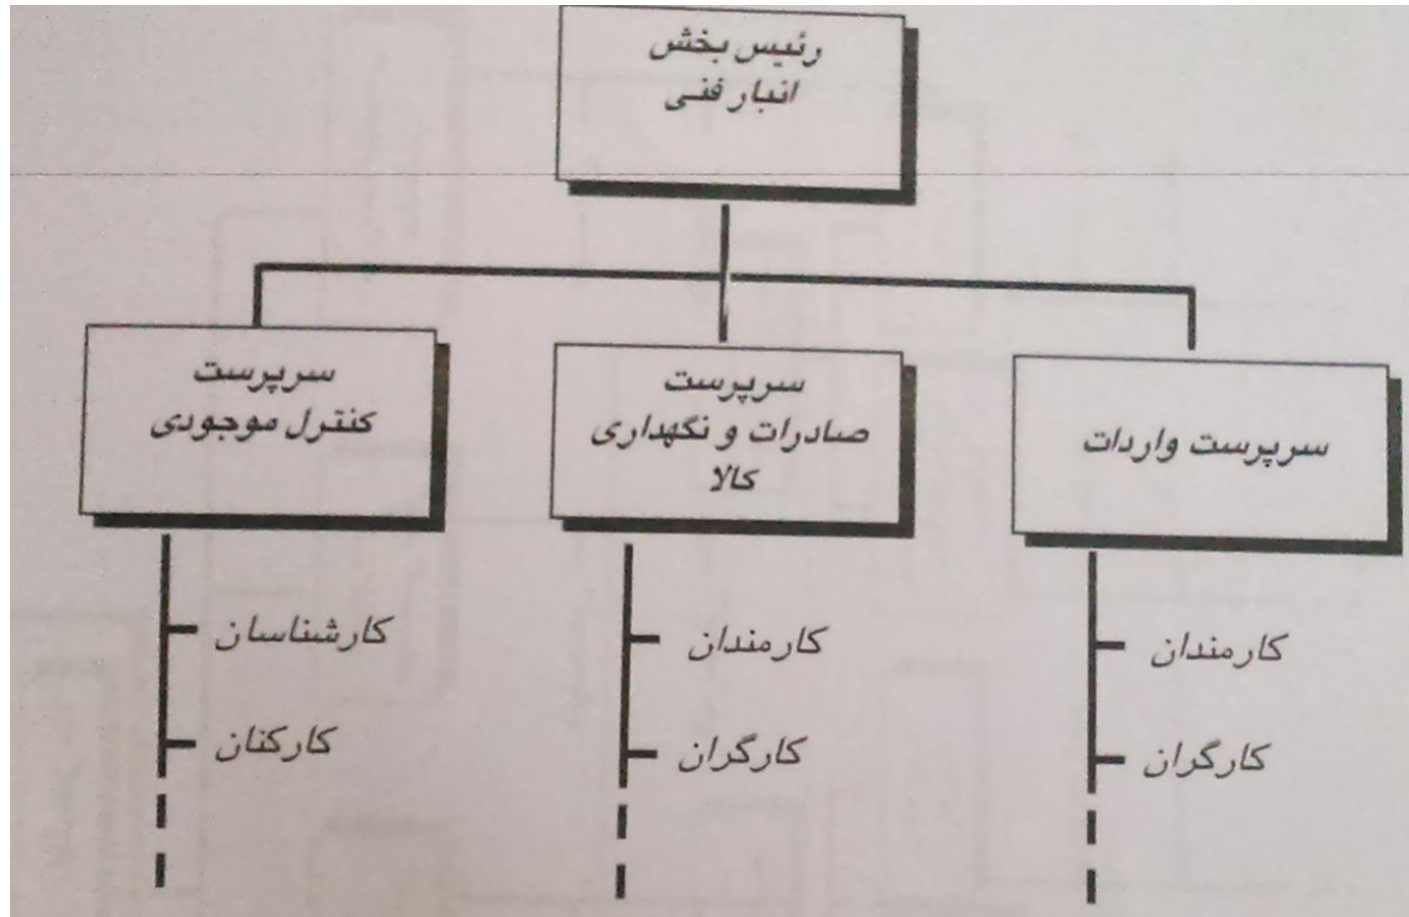 رئیس بخش
انبار فنی
سرپرست واردات
کارمندان
کارگران
سرپرست
صادرات و نگهداری
کالا
کارمندان
کارگران
سرپرست
کنترل موجودی
کارشناسان
کارکنان